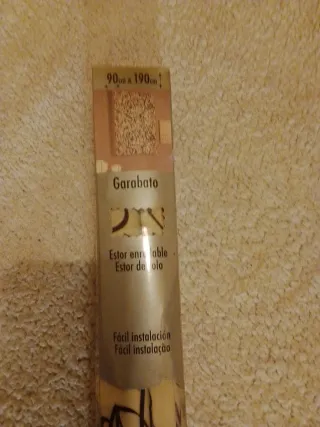 90cm x 190cm
Garabato
Estor enrollable
Estor de rolo
Fácil instalación
Fácil instalação